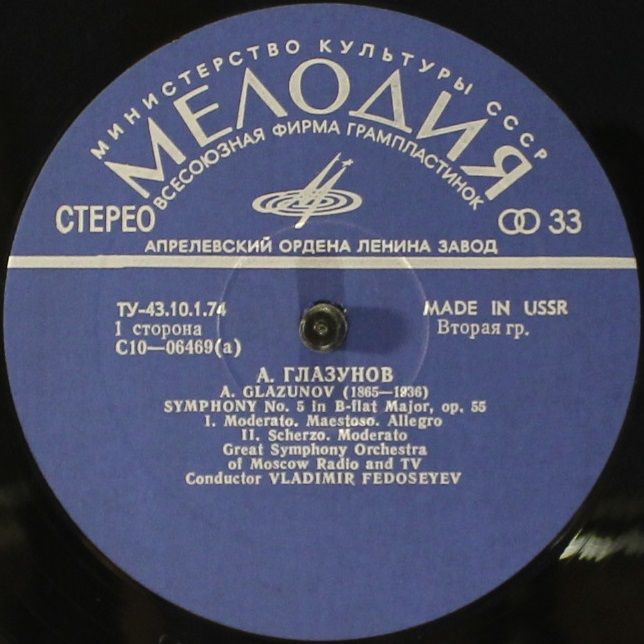 МИНИСТЕРСТВО КУЛЬТУРЫ СССР
МЕЛОДИЯ
ВСЕСОЮЗНАЯ ФИРМА ГРАМПЛАСТИНОК
СТЕРЕО
33
АПРЕЛЕВСКИЙ ОРДЕНА ЛЕНИНА ЗАВОД
ТУ-43.10.1.74
MADE IN USSR
1 сторона
Вторая гр.
С10—06469(а)
А. ГЛАЗУНОВ
A. GLAZUNOV (1865—1936)
SYMPHONY No. 5 in B-flat Major, op. 55
I. Moderato. Maestoso. Allegro
II. Scherzo. Moderato
Great Symphony Orchestra
of Moscow Radio and TV
Conductor VLADIMIR FEDOSEYEV